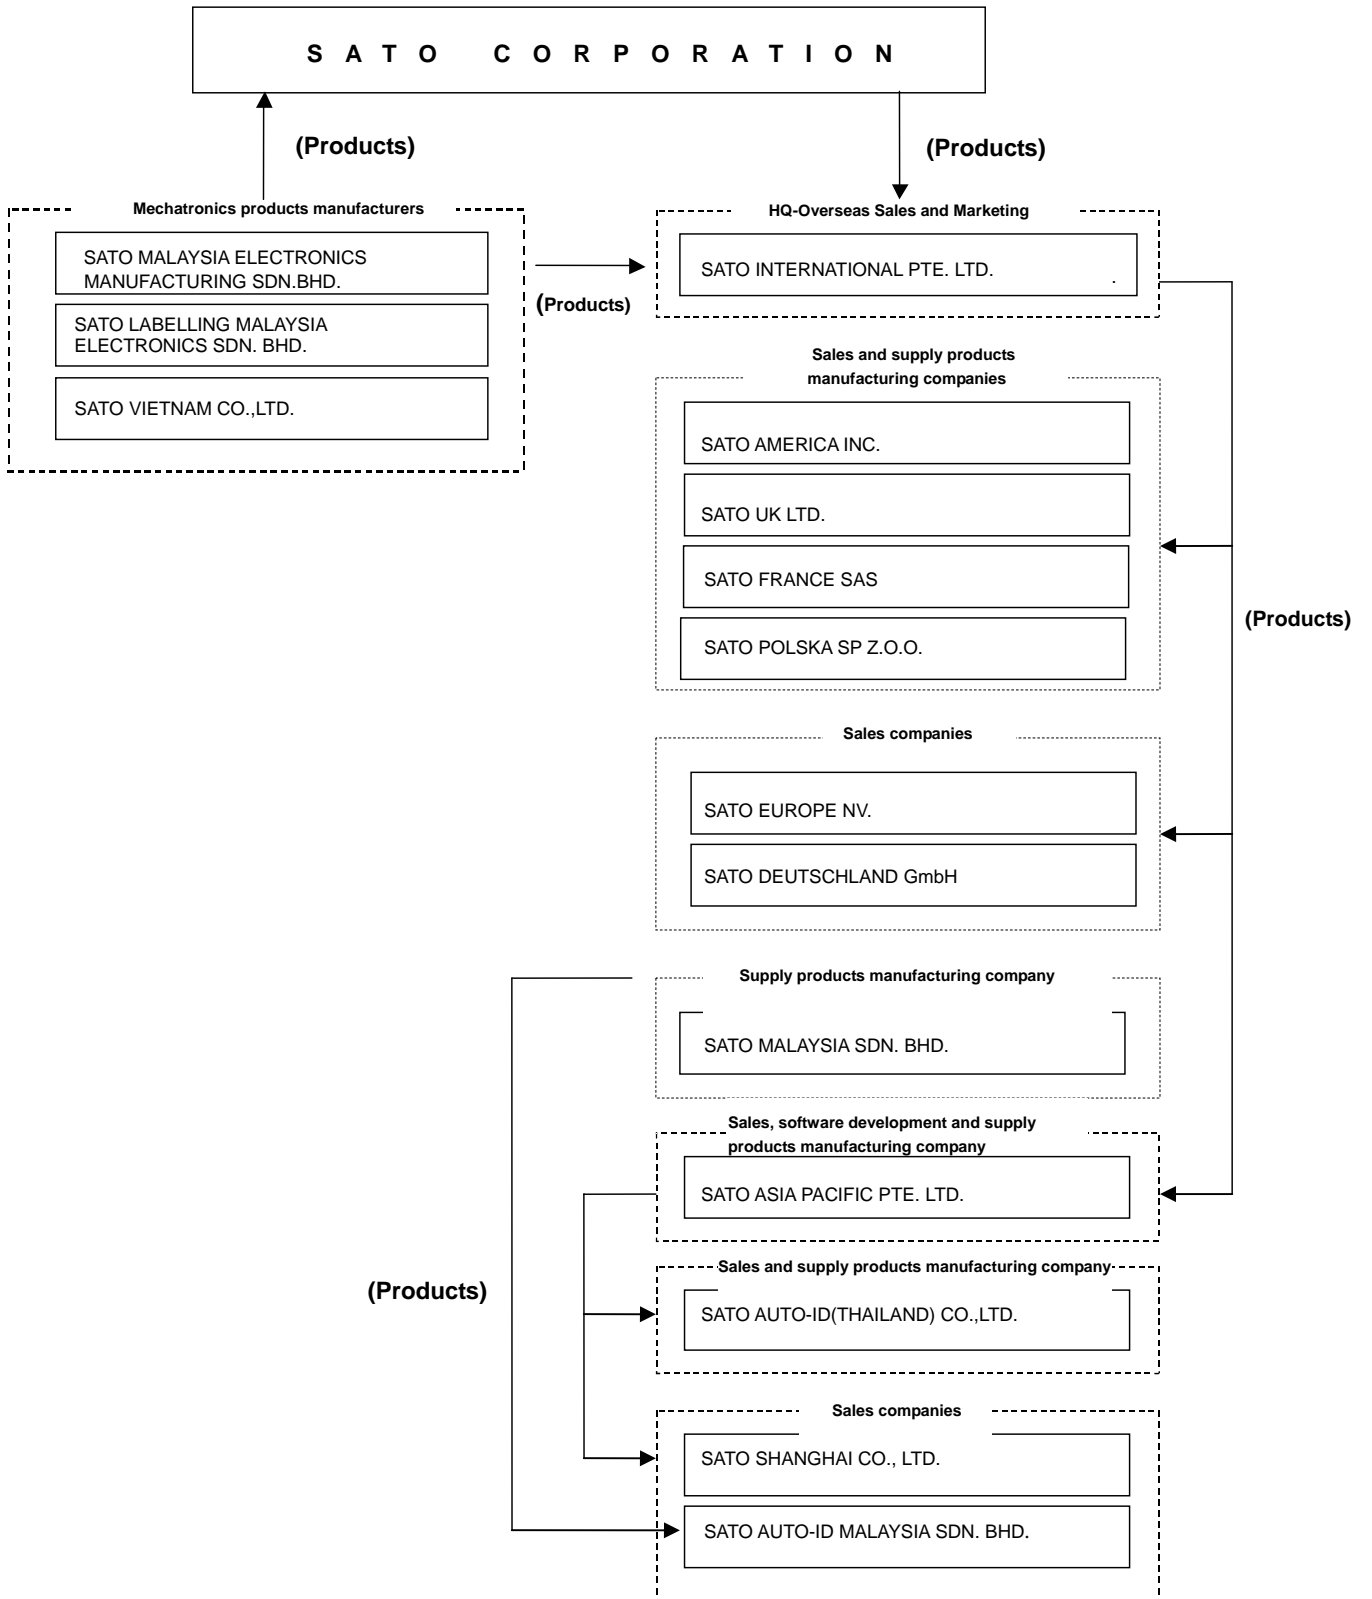 SATO CORPORATION
(Products)
(Products)
Mechatronics products manufacturers
SATO MALAYSIA ELECTRONICS
MANUFACTURING SDN.BHD.
SATO LABELLING MALAYSIA
ELECTRONICS SDN. BHD.
SATO VIETNAM CO.,LTD.
(Products)
HQ-Overseas Sales and Marketing
SATO INTERNATIONAL PTE. LTD. .
Sales and supply products
manufacturing companies
SATO AMERICA INC.
SATO UK LTD.
SATO FRANCE SAS
SATO POLSKA SP Z.O.O.
(Products)
Sales companies
SATO EUROPE NV.
SATO DEUTSCHLAND GmbH
Supply products manufacturing company
SATO MALAYSIA SDN. BHD.
Sales, software development and supply
products manufacturing company
SATO ASIA PACIFIC PTE. LTD.
(Products)
Sales and supply products manufacturing company
SATO AUTO-ID(THAILAND) CO.,LTD.
Sales companies
SATO SHANGHAI CO., LTD.
SATO AUTO-ID MALAYSIA SDN. BHD.